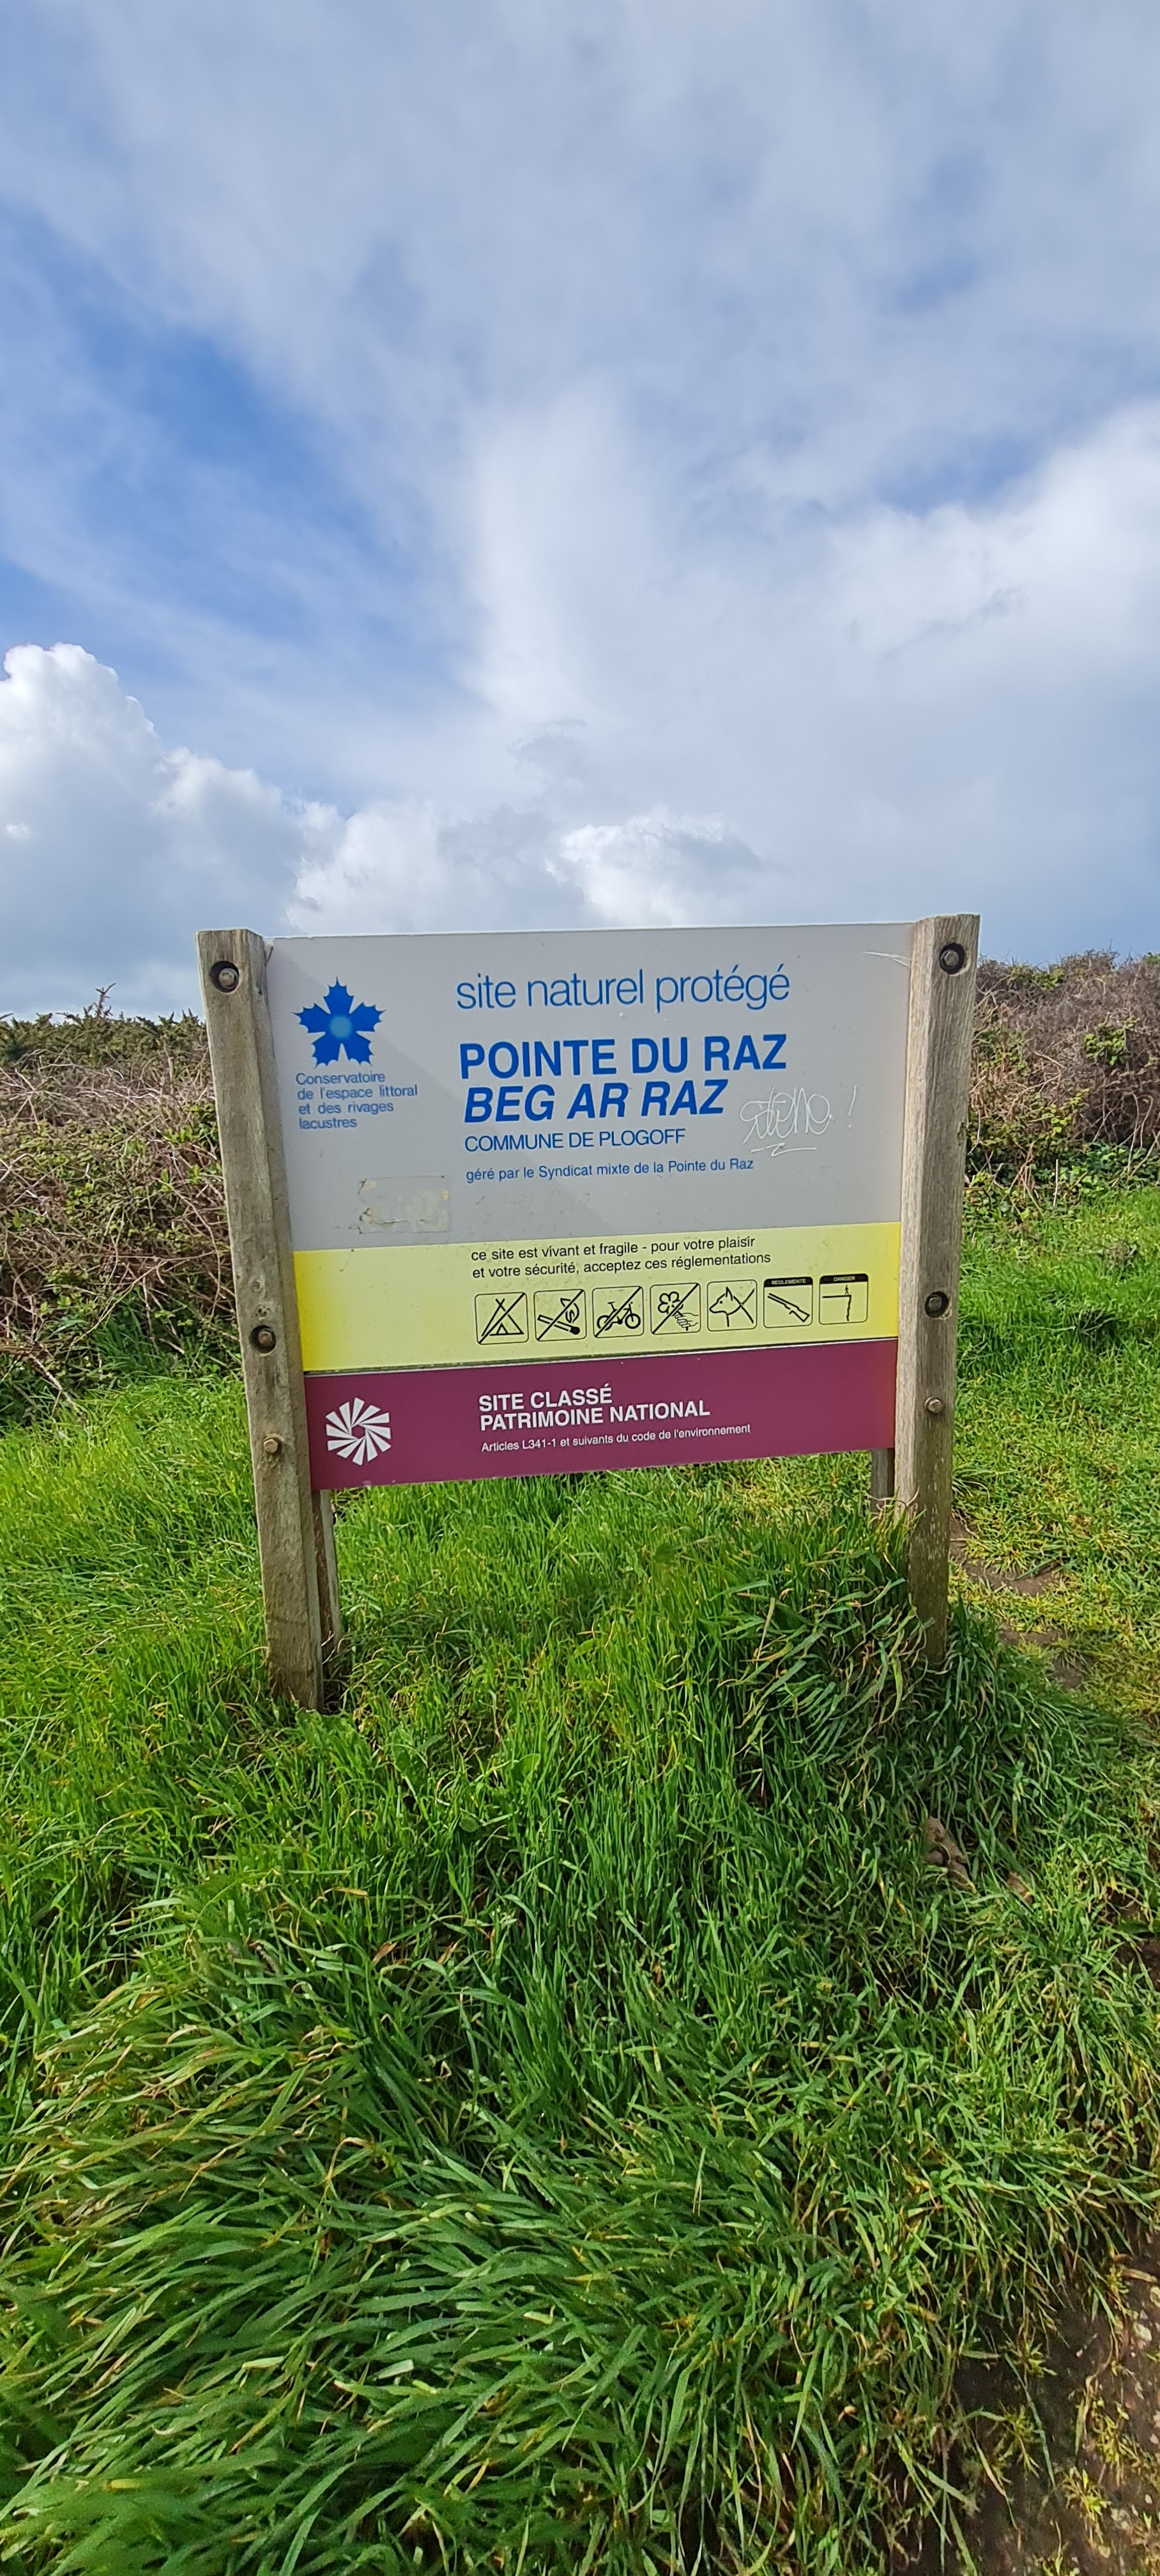 site naturel protégé
POINTE DU RAZ
BEG AR RAZ
COMMUNE DE PLOGOFF
géré par le Syndicat mixte de la Pointe du Raz
Conservatoire
de l'espace littoral
et des rivages
lacustres
ce site est vivant et fragile - pour votre plaisir
et votre sécurité, acceptez ces réglementations
RÉGLEMENTÉ
DANGER
SITE CLASSÉ
PATRIMOINE NATIONAL
Articles L341-1 et suivants du code de l'environnement